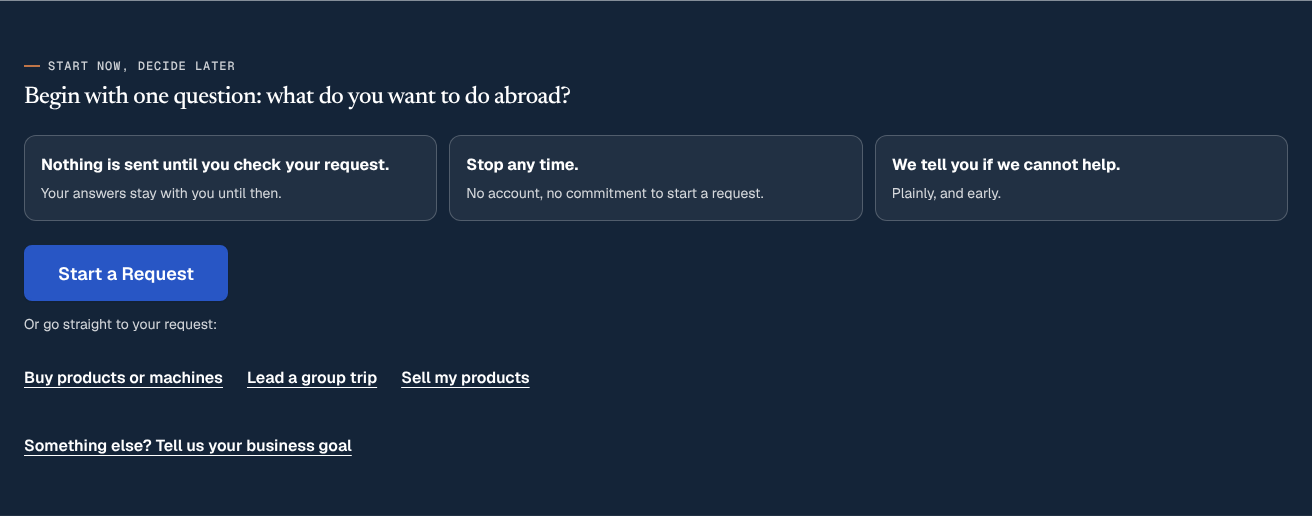 START NOW, DECIDE LATER
Begin with one question: what do you want to do abroad?
Nothing is sent until you check your request.
Your answers stay with you until then.
Stop any time.
No account, no commitment to start a request.
We tell you if we cannot help.
Plainly, and early.
Start a Request
Or go straight to your request:
Buy products or machines
Lead a group trip
Sell my products
Something else? Tell us your business goal